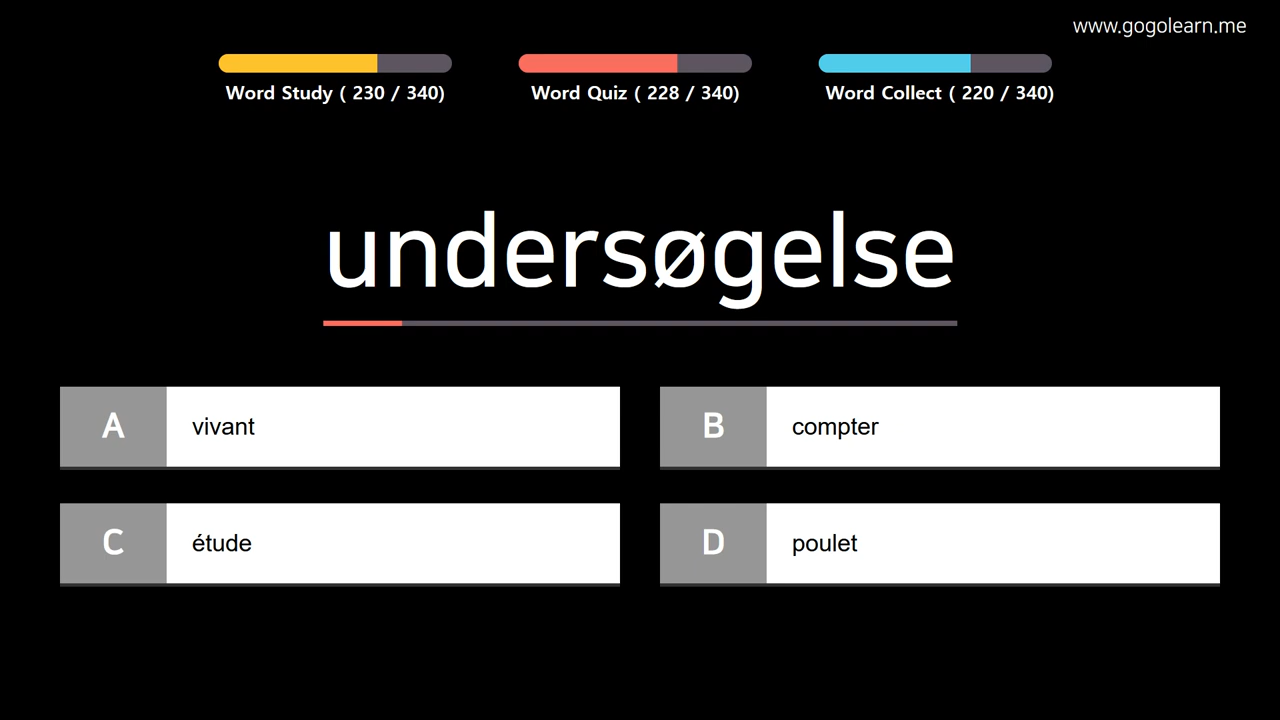 www.gogolearn.me
Word Study ( 230 / 340)
Word Quiz ( 228 / 340)
Word Collect ( 220 / 340)
undersøgelse
A vivant
B compter
C étude
D poulet